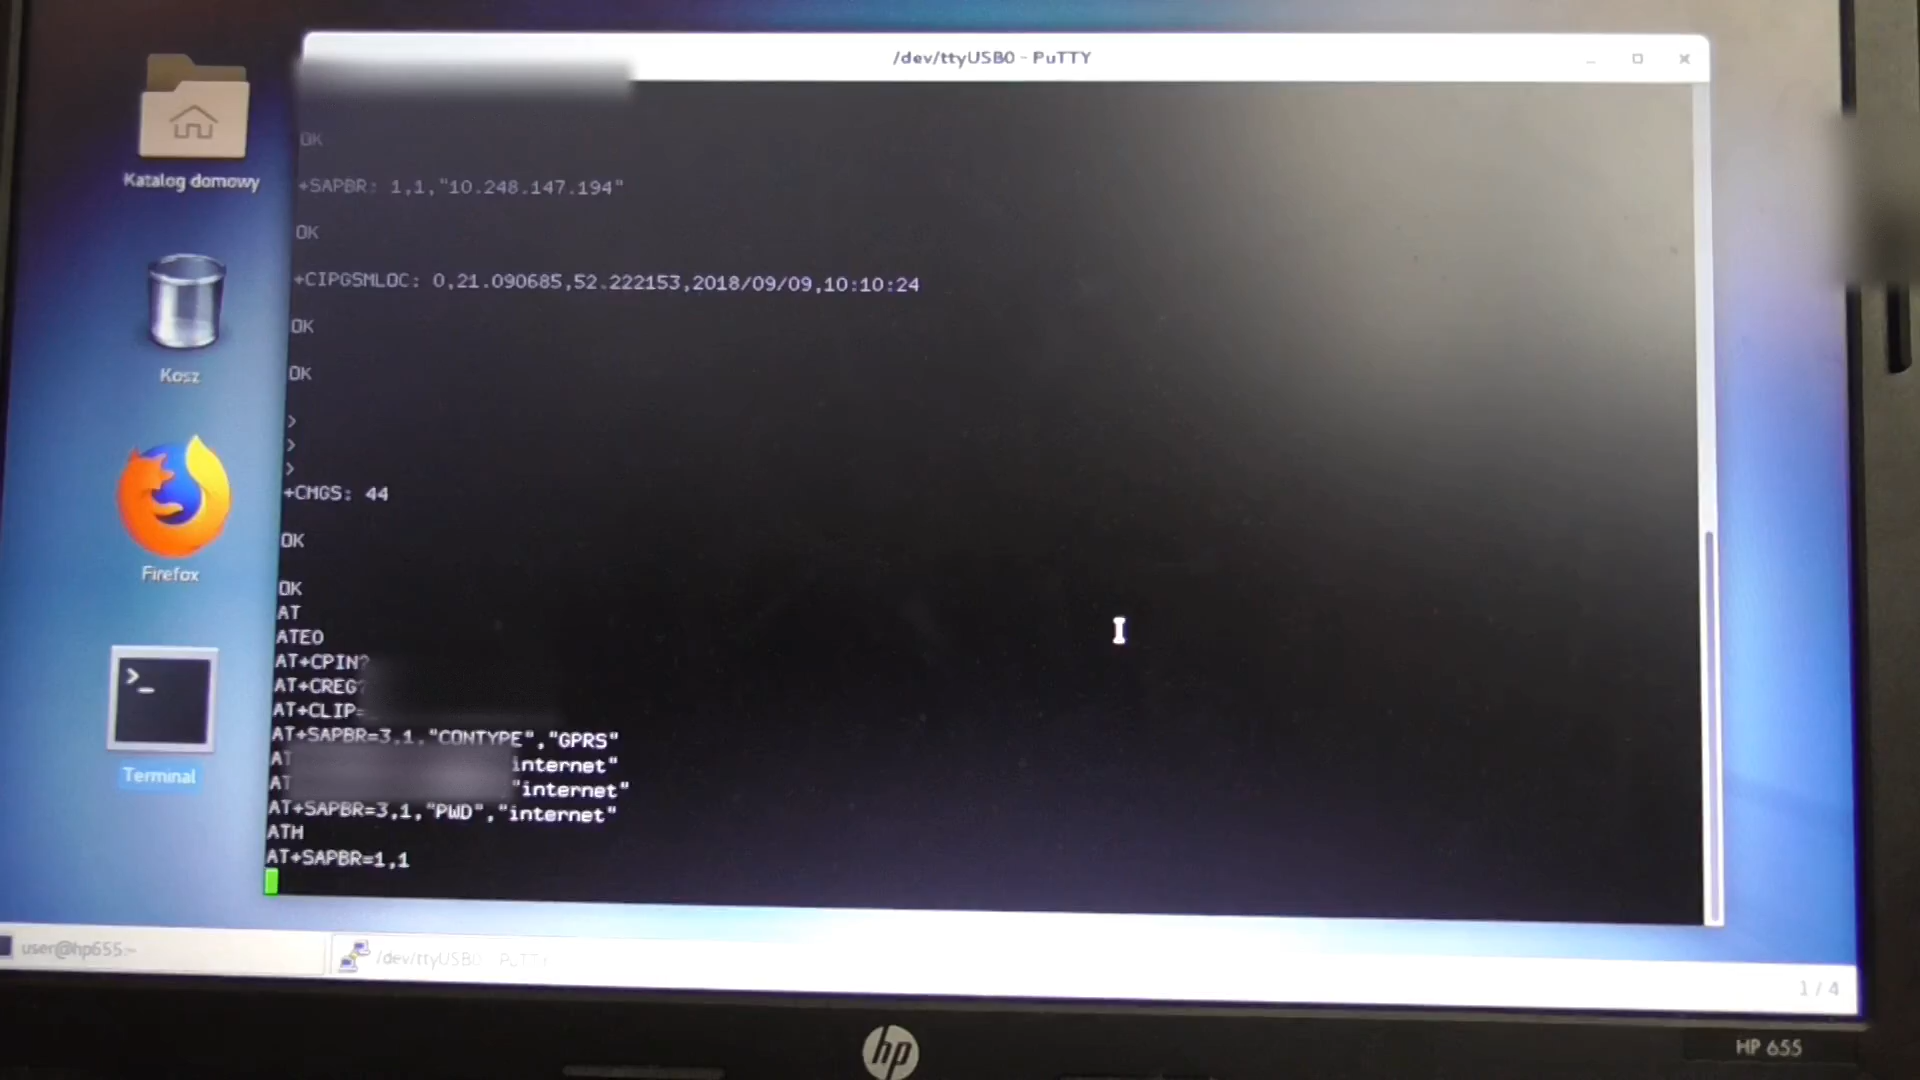 /dev/ttyUSB0 - PuTTY
Katalog domowy
Kosz
Firefox
Terminal
OK
+SAPBR: 1,1,"10.248.147.194"
OK
+CIPGSMLOC: 0,21.090685,52.222153,2018/09/09,10:10:24
OK
OK
>
>
>
+CMGS: 44
OK
OK
AT
ATE0
AT+CPIN?
AT+CREG?
AT+CLIP=
AT+SAPBR=3,1,"CONTYPE","GPRS"
AT internet"
AT "internet"
AT+SAPBR=3,1,"PWD","internet"
ATH
AT+SAPBR=1,1
user@hp655:~
/dev/ttyUSB0 - PuTTY
1 / 4
hp
HP 655